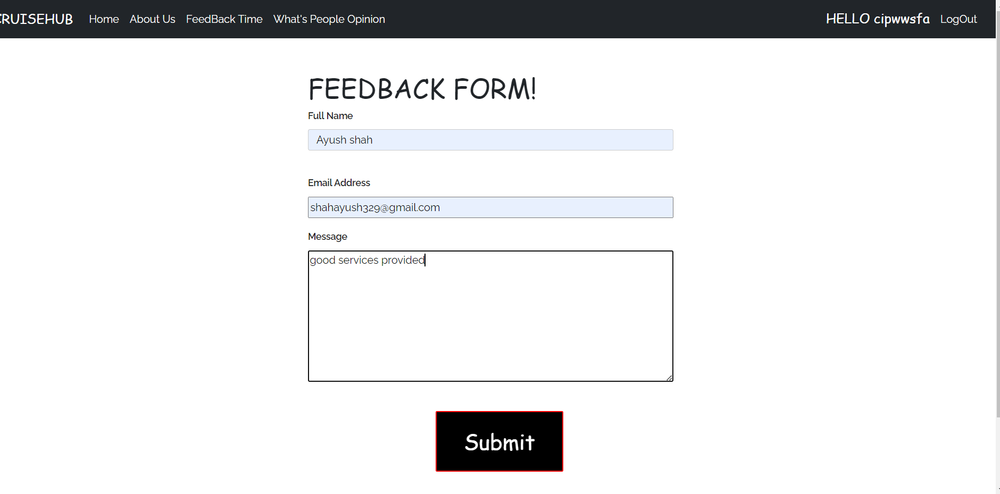 CRUISEHUB Home About Us FeedBack Time What's People Opinion HELLO cipwwsfa LogOut
FEEDBACK FORM!
Full Name
Ayush shah
Email Address
shahayush329@gmail.com
Message
good services provided
Submit